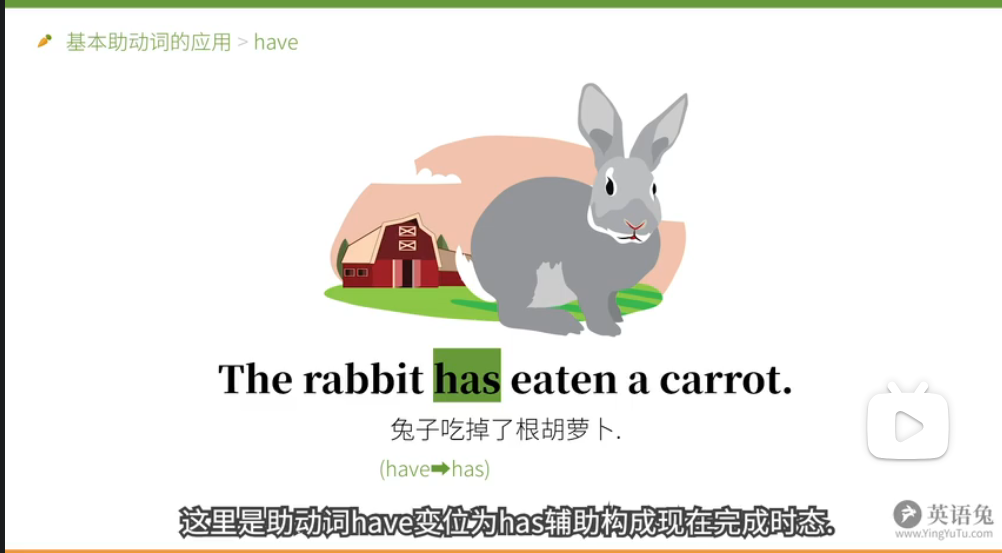 基本助动词的应用 > have
The rabbit has eaten a carrot.
兔子吃掉了根胡萝卜.
(have➡has)
这里是助动词have变位为has辅助构成现在完成时态.
英语兔
www.YingYuTu.com